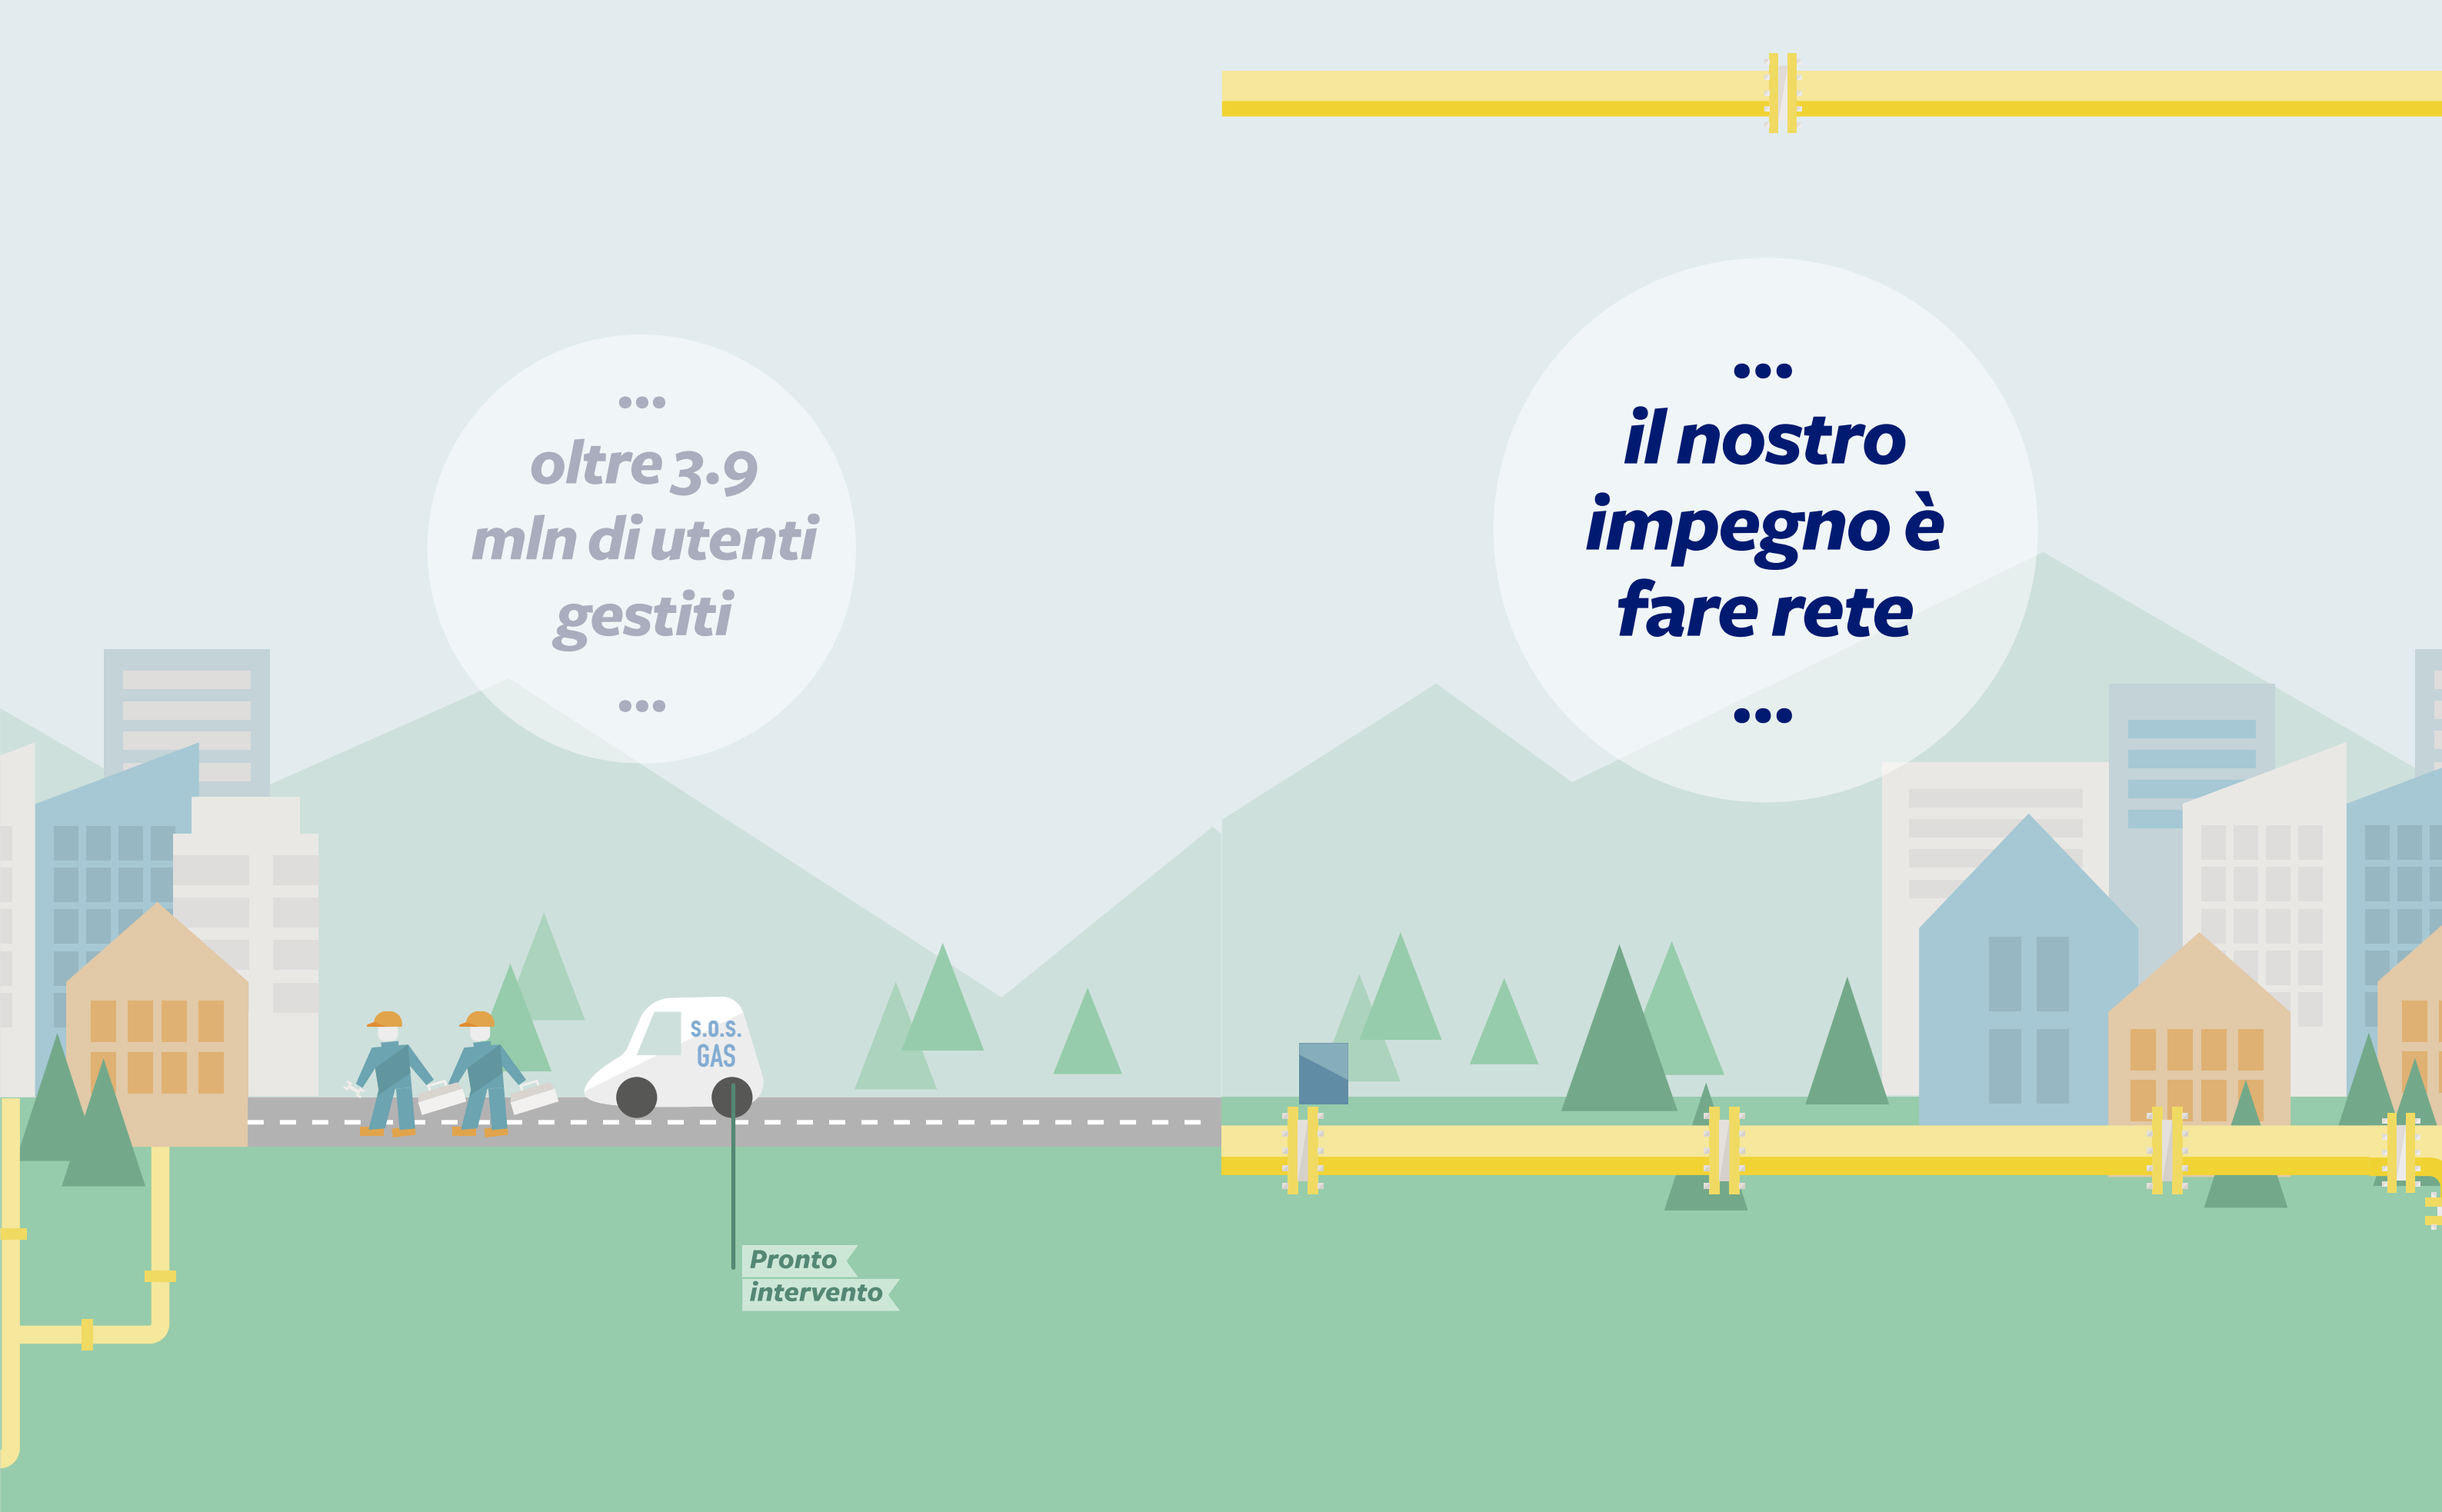 ...
oltre 3.9
mln di utenti
gestiti
...
S.O.S.
GAS
Pronto
intervento
...
il nostro
impegno è
fare rete
...